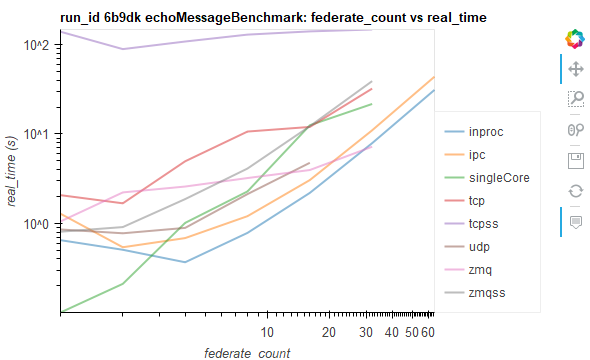 run_id 6b9dk echoMessageBenchmark: federate_count vs real_time
10^2
10^1
10^0
real_time (s)
10 20 30 40 50 60
federate_count
inproc
ipc
singleCore
tcp
tcpss
udp
zmq
zmqss